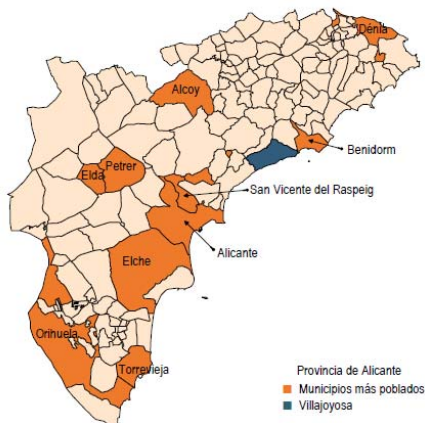 Dénia
Alcoy
Benidorm
Petrer
Elda
San Vicente del Raspeig
Alicante
Elche
Orihuela
Torrevieja
Provincia de Alicante
Municipios más poblados
Villajoyosa